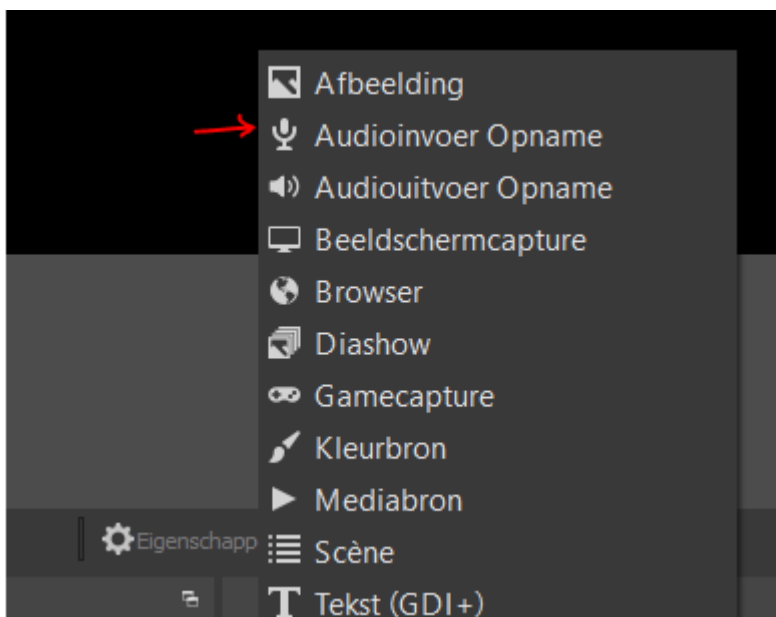 Afbeelding
Audioinvoer Opname
Audiouitvoer Opname
Beeldschermcapture
Browser
Diashow
Gamecapture
Kleurbron
Mediabron
Eigenschapp
Scène
Tekst (GDI+)